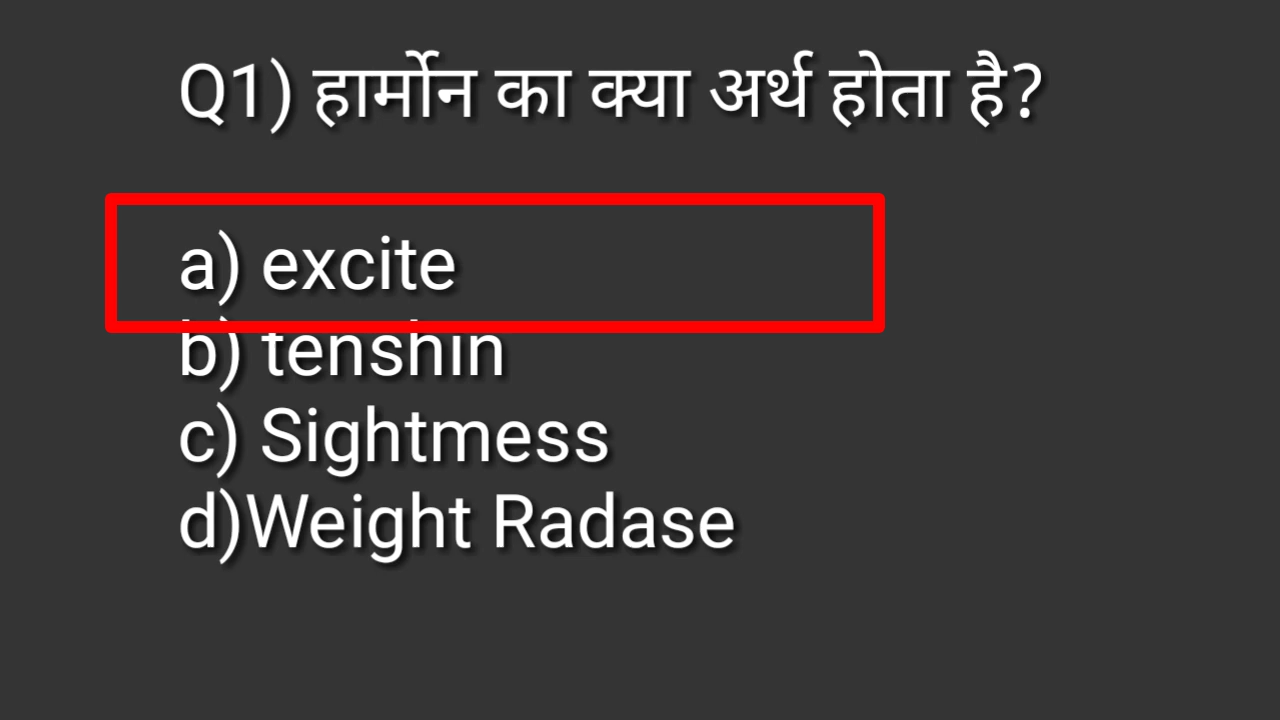 Q1) हार्मोन का क्या अर्थ होता है?
a) excite
b) tenshin
c) Sightmess
d)Weight Radase